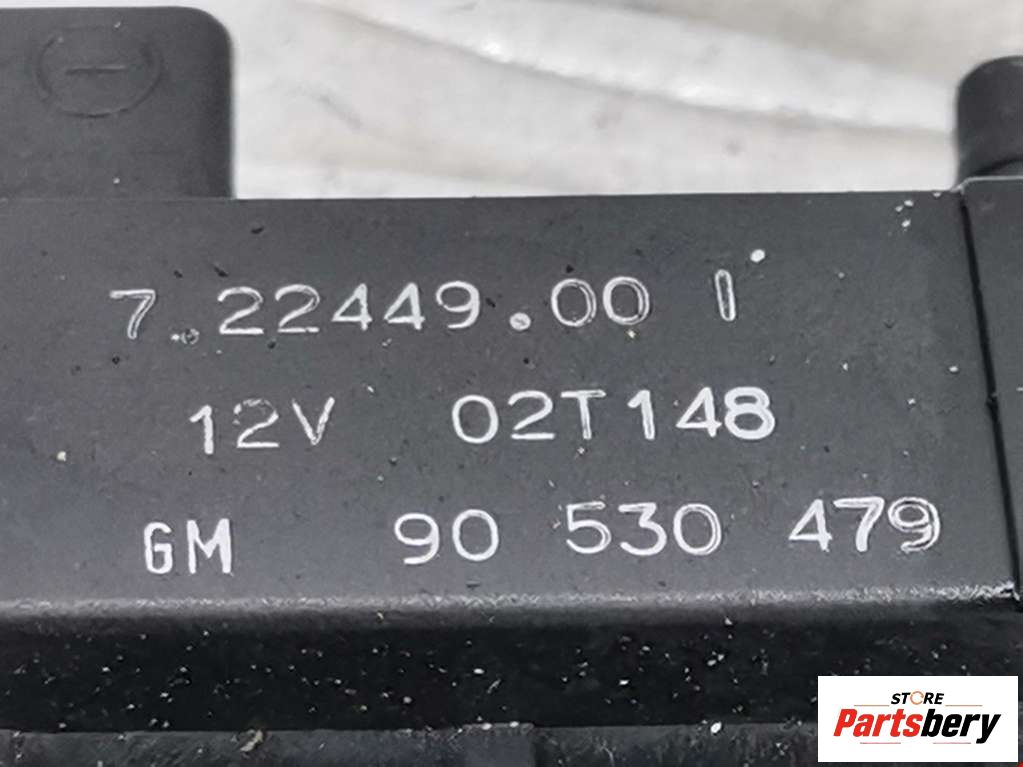 7.22449.00 I
12V 02T148
GM 90 530 479
STORE
Partsbery